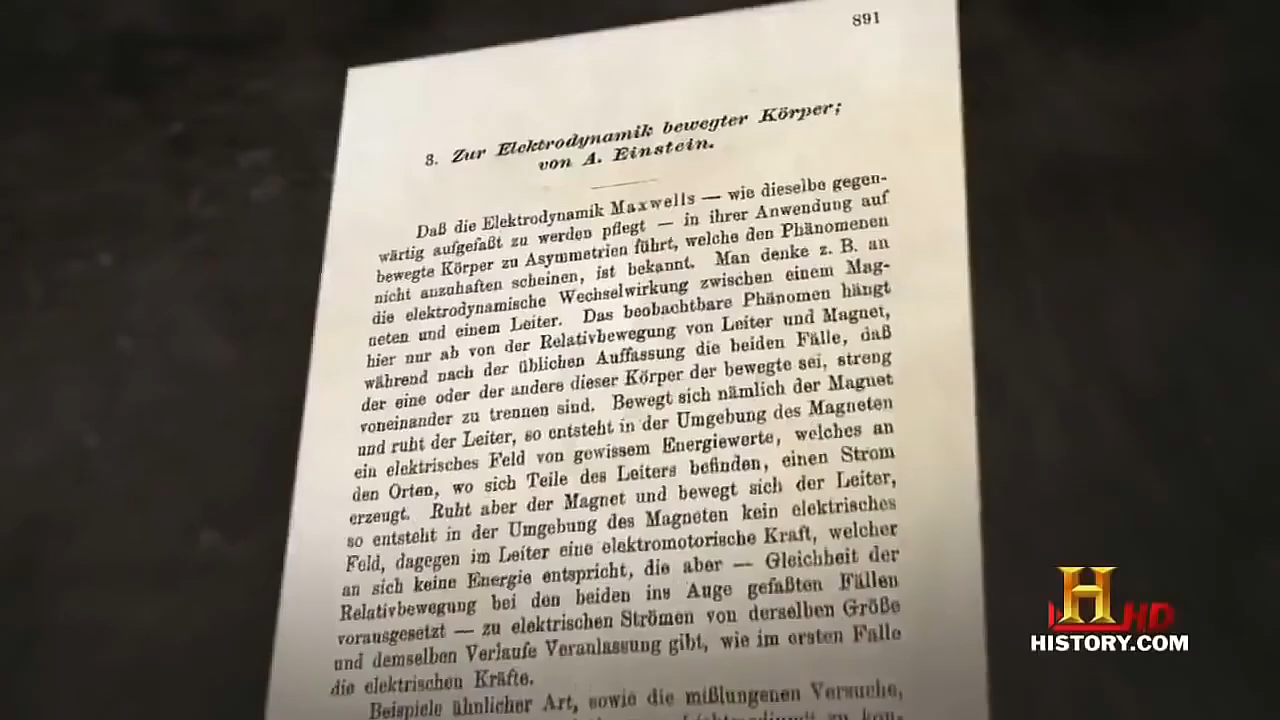 891
3. Zur Elektrodynamik bewegter Körper;
von A. Einstein.
Daß die Elektrodynamik Maxwells — wie dieselbe gegen-
wärtig aufgefaßt zu werden pflegt — in ihrer Anwendung auf
bewegte Körper zu Asymmetrien führt, welche den Phänomenen
nicht anzuhaften scheinen, ist bekannt. Man denke z. B. an
die elektrodynamische Wechselwirkung zwischen einem Mag-
neten und einem Leiter. Das beobachtbare Phänomen hängt
hier nur ab von der Relativbewegung von Leiter und Magnet,
während nach der üblichen Auffassung die beiden Fälle, daß
der eine oder der andere dieser Körper der bewegte sei, streng
voneinander zu trennen sind. Bewegt sich nämlich der Magnet
und ruht der Leiter, so entsteht in der Umgebung des Magneten
ein elektrisches Feld von gewissem Energiewerte, welches an
den Orten, wo sich Teile des Leiters befinden, einen Strom
erzeugt. Ruht aber der Magnet und bewegt sich der Leiter,
so entsteht in der Umgebung des Magneten kein elektrisches
Feld, dagegen im Leiter eine elektromotorische Kraft, welcher
an sich keine Energie entspricht, die aber — Gleichheit der
Relativbewegung bei den beiden ins Auge gefaßten Fällen
vorausgesetzt — zu elektrischen Strömen von derselben Größe
und demselben Verlaufe Veranlassung gibt, wie im ersten Falle
die elektrischen Kräfte.
Beispiele ähnlicher Art, sowie die mißlungenen Versuche,
H HD
HISTORY.COM